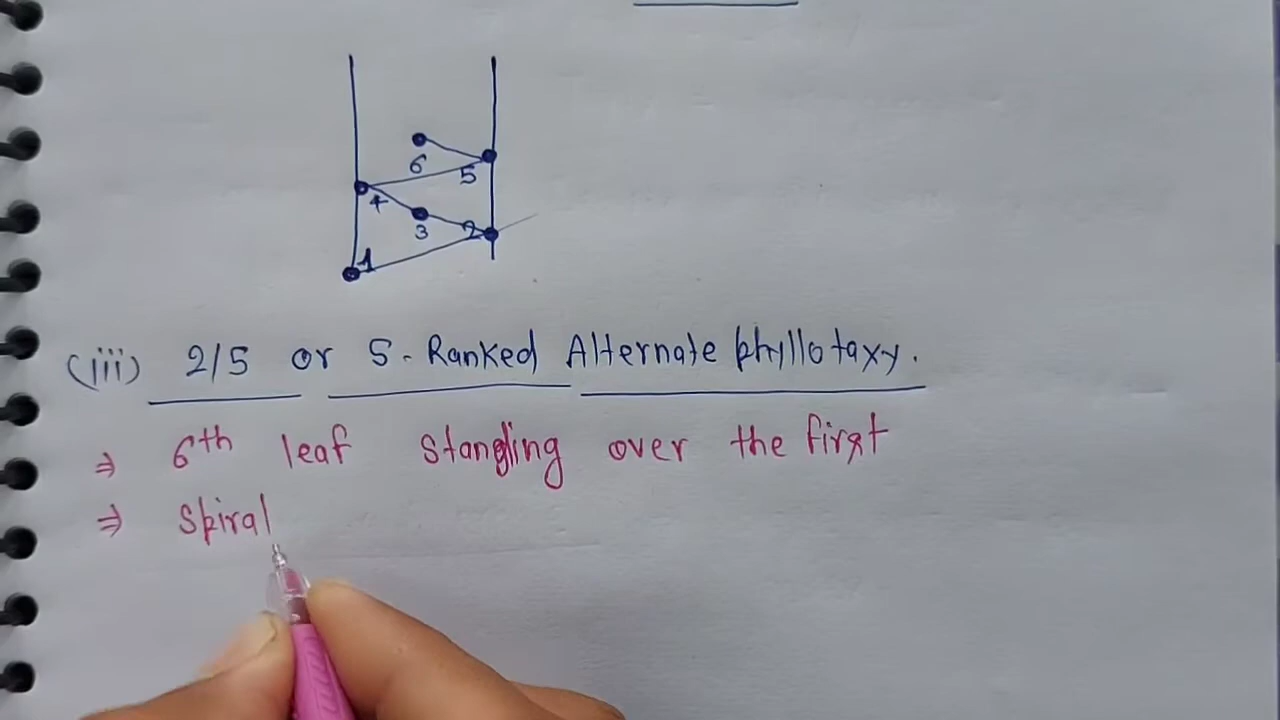 6
5
4
3
2
1
(iii) 2/5 or 5-Ranked Alternate phyllotaxy.
⇒ 6th leaf Stangling over the first
⇒ Spiral